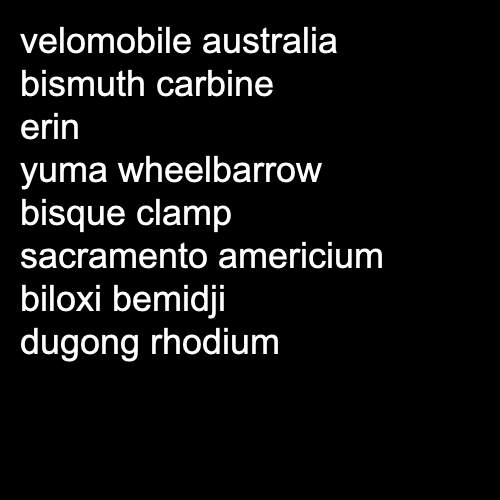 velomobile australia
bismuth carbine
erin
yuma wheelbarrow
bisque clamp
sacramento americium
biloxi bemidji
dugong rhodium